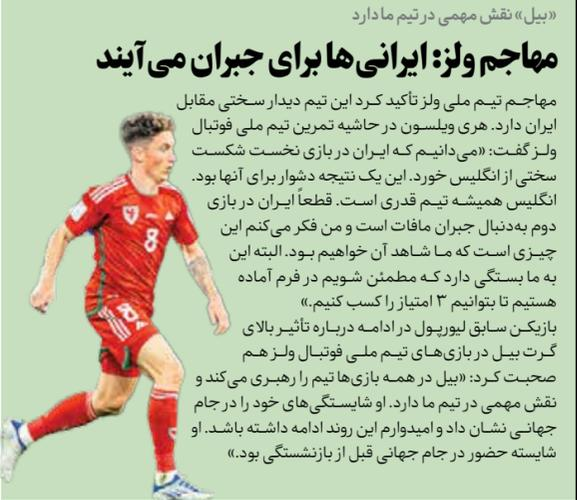 «بیل» نقش مهمی در تیم ما دارد
مهاجم ولز: ایرانی‌ها برای جبران می‌آیند
مهاجم تیم ملی ولز تأکید کرد این تیم دیدار سختی مقابل
ایران دارد. هری ویلسون در حاشیه تمرین تیم ملی فوتبال
ولز گفت: «می‌دانیم که ایران در بازی نخست شکست
سختی از انگلیس خورد. این یک نتیجه دشوار برای آنها بود.
انگلیس همیشه تیم قدری است. قطعاً ایران در بازی
دوم به‌دنبال جبران مافات است و من فکر می‌کنم این
چیزی است که ما شاهد آن خواهیم بود. البته این
به ما بستگی دارد که مطمئن شویم در فرم آماده
هستیم تا بتوانیم ۳ امتیاز را کسب کنیم.»
بازیکن سابق لیورپول در ادامه درباره تأثیر بالای
گرت بیل در بازی‌های تیم ملی فوتبال ولز هم
صحبت کرد: «بیل در همه بازی‌ها تیم را رهبری می‌کند و
نقش مهمی در تیم ما دارد. او شایستگی‌های خود را در جام
جهانی نشان داد و امیدوارم این روند ادامه داشته باشد. او
شایسته حضور در جام جهانی قبل از بازنشستگی بود.»
8
8